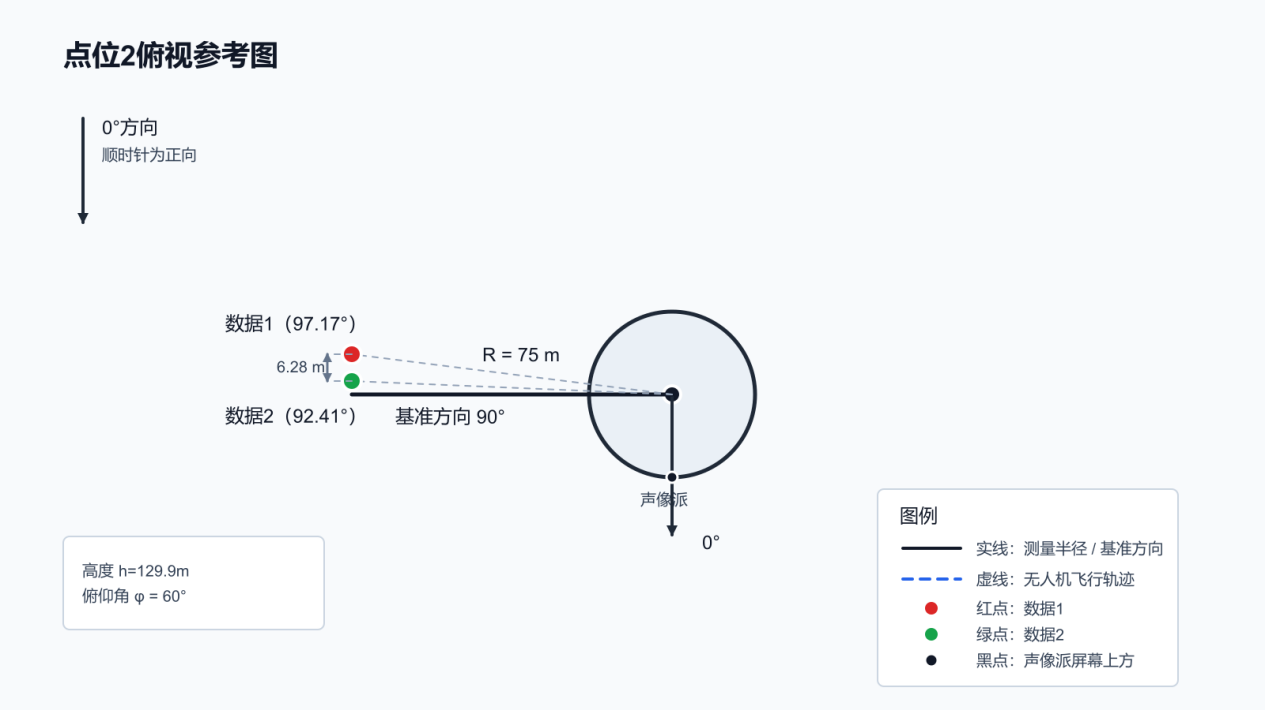 点位2俯视参考图
0°方向
顺时针为正向
数据1（97.17°）
R = 75 m
6.28 m
数据2（92.41°）
基准方向 90°
声像派
0°
高度 h=129.9m
俯仰角 φ = 60°
图例
实线：测量半径 / 基准方向
虚线：无人机飞行轨迹
红点：数据1
绿点：数据2
黑点：声像派屏幕上方